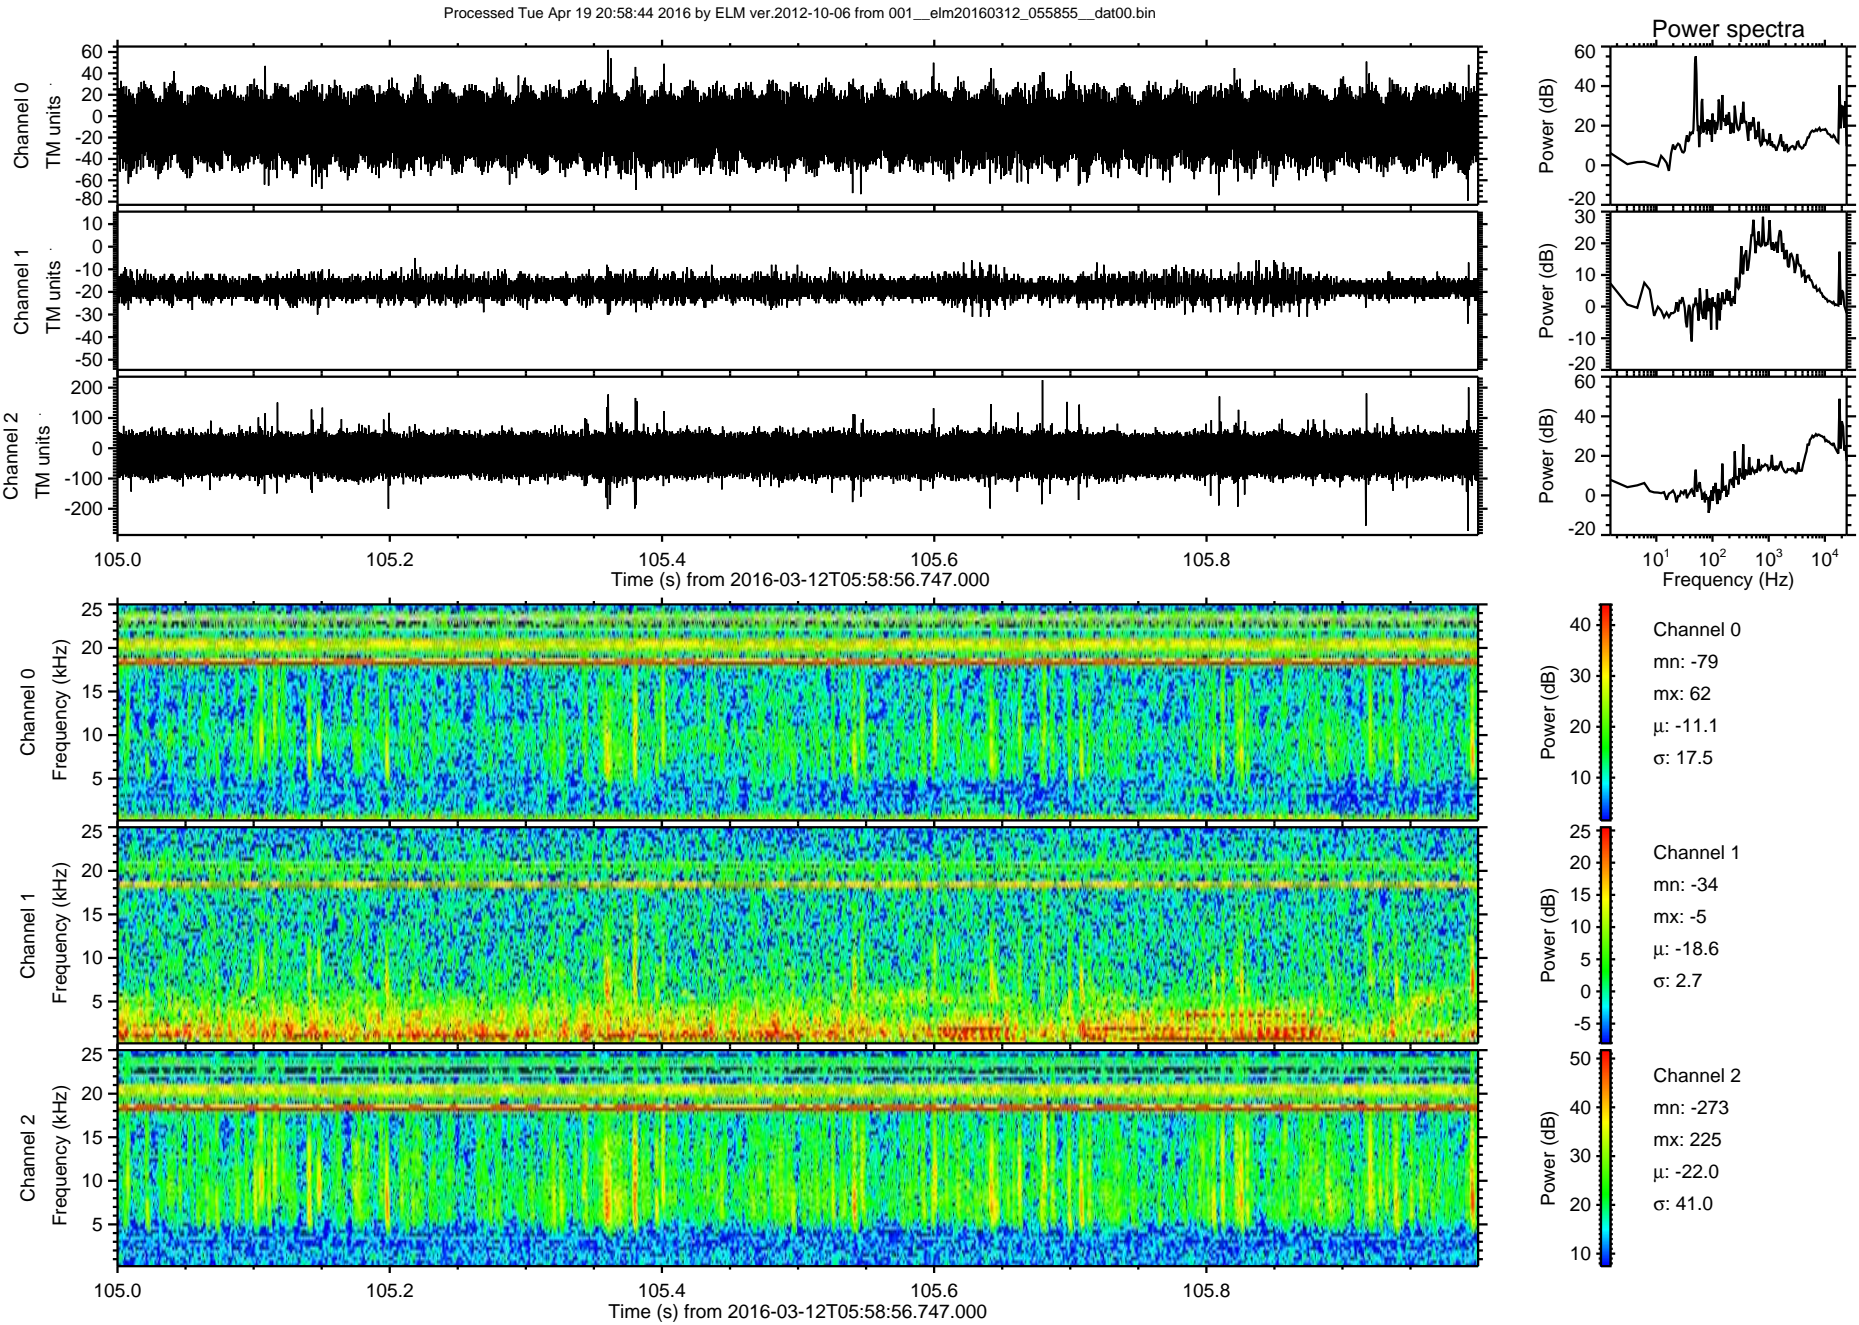 Processed Tue Apr 19 20:58:44 2016 by ELM ver.2012-10-06 from 001__elm20160312_055855__dat00.bin
Power spectra
Channel 0
TM units
60
40
20
0
-20
-40
-60
-80
Power (dB)
60
40
20
0
-20
Channel 1
TM units
10
0
-10
-20
-30
-40
-50
Power (dB)
30
20
10
0
-10
-20
Channel 2
TM units
200
100
0
-100
-200
Power (dB)
60
40
20
0
-20
105.0 105.2 105.4 105.6 105.8
Time (s) from 2016-03-12T05:58:56.747.000
10^1 10^2 10^3 10^4
Frequency (Hz)
Channel 0
Frequency (kHz)
25
20
15
10
5
Power (dB)
40
30
20
10
Channel 0
mn: -79
mx: 62
μ: -11.1
σ: 17.5
Channel 1
Frequency (kHz)
25
20
15
10
5
Power (dB)
25
20
15
10
5
0
-5
Channel 1
mn: -34
mx: -5
μ: -18.6
σ: 2.7
Channel 2
Frequency (kHz)
25
20
15
10
5
Power (dB)
50
40
30
20
10
Channel 2
mn: -273
mx: 225
μ: -22.0
σ: 41.0
105.0 105.2 105.4 105.6 105.8
Time (s) from 2016-03-12T05:58:56.747.000